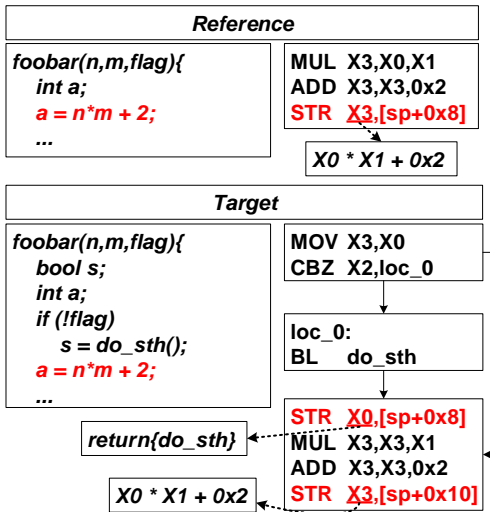 Reference
foobar(n,m,flag){
int a;
a = n*m + 2;
...
MUL X3,X0,X1
ADD X3,X3,0x2
STR X3,[sp+0x8]
X0 * X1 + 0x2
Target
foobar(n,m,flag){
bool s;
int a;
if (!flag)
s = do_sth();
a = n*m + 2;
...
MOV X3,X0
CBZ X2,loc_0
loc_0:
BL do_sth
STR X0,[sp+0x8]
MUL X3,X3,X1
ADD X3,X3,0x2
STR X3,[sp+0x10]
return{do_sth}
X0 * X1 + 0x2